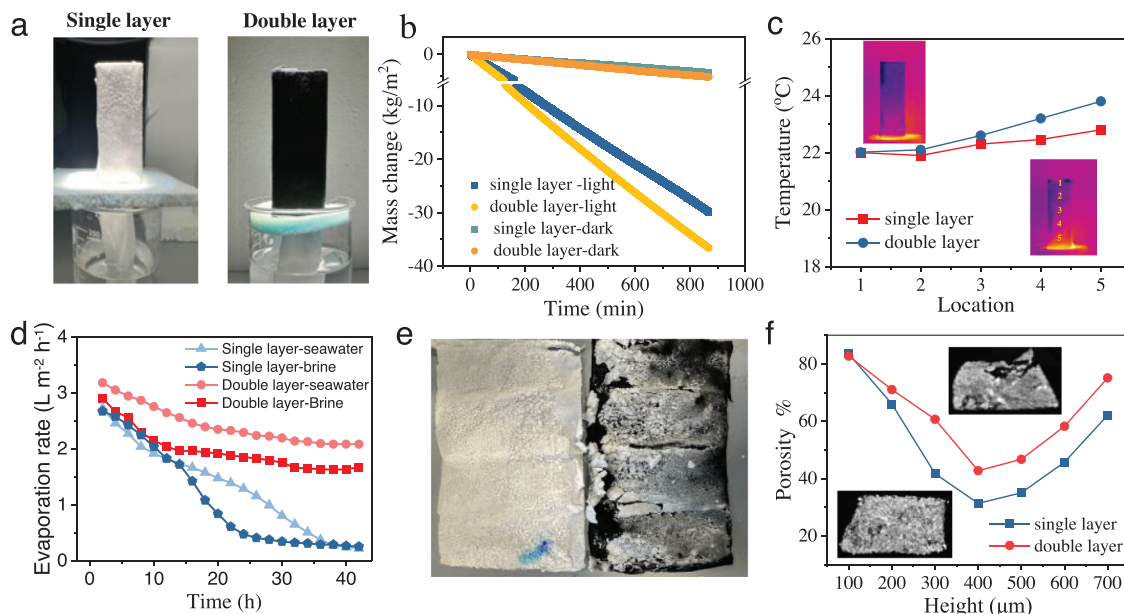 a
Single layer
Double layer
b
Mass change (kg/m²)
0
-10
-20
-30
-40
single layer -light
double layer-light
single layer-dark
double layer-dark
0 200 400 600 800 1000
Time (min)
c
Temperature (°C)
26
24
22
20
18
1
2
3
4
5
single layer
double layer
1 2 3 4 5
Location
d
Evaporation rate (L m⁻² h⁻¹)
4
3
2
1
0
Single layer-seawater
Single layer-brine
Double layer-seawater
Double layer-Brine
0 10 20 30 40
Time (h)
e
f
Porosity %
80
60
40
20
single layer
double layer
100 200 300 400 500 600 700
Height (μm)